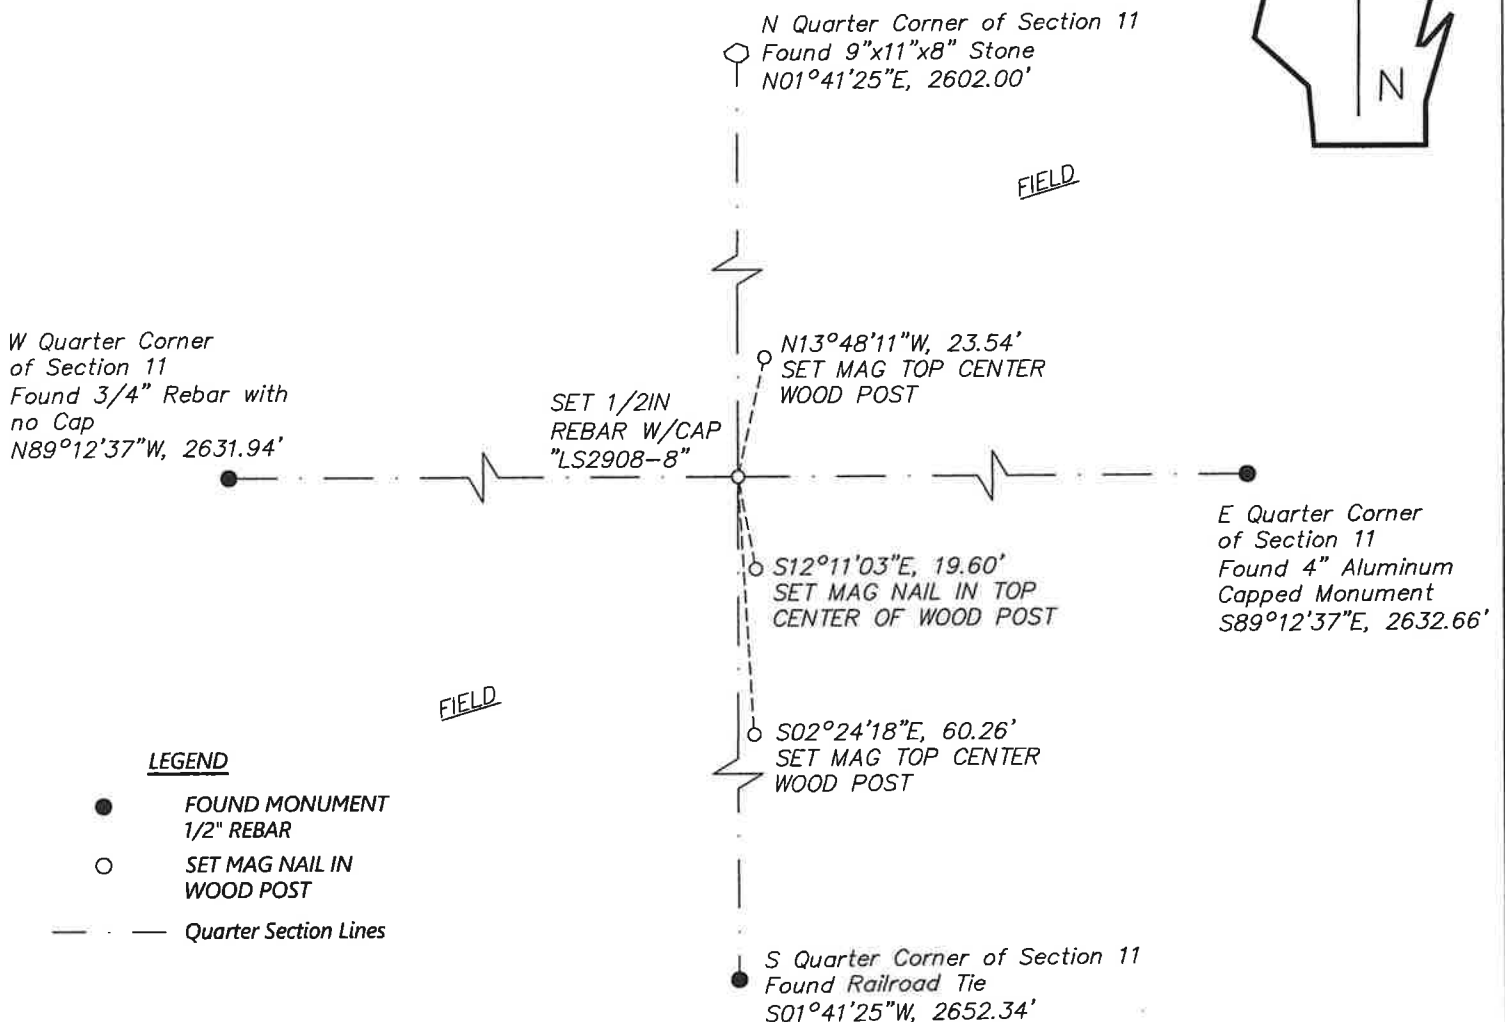 N Quarter Corner of Section 11
Found 9"x11"x8" Stone
N01°41'25"E, 2602.00'
N
FIELD
W Quarter Corner
of Section 11
Found 3/4" Rebar with
no Cap
N89°12'37"W, 2631.94'
N13°48'11"W, 23.54'
SET MAG TOP CENTER
WOOD POST
SET 1/2IN
REBAR W/CAP
"LS2908-8"
E Quarter Corner
of Section 11
Found 4" Aluminum
Capped Monument
S89°12'37"E, 2632.66'
S12°11'03"E, 19.60'
SET MAG NAIL IN TOP
CENTER OF WOOD POST
FIELD
S02°24'18"E, 60.26'
SET MAG TOP CENTER
WOOD POST
LEGEND
FOUND MONUMENT
1/2" REBAR
SET MAG NAIL IN
WOOD POST
Quarter Section Lines
S Quarter Corner of Section 11
Found Railroad Tie
S01°41'25"W, 2652.34'